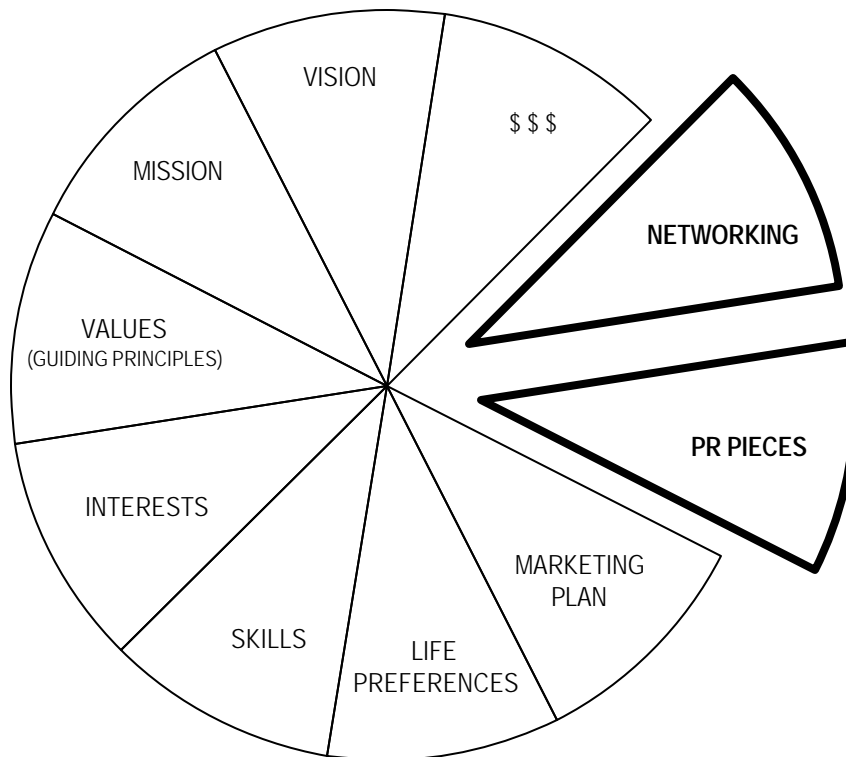 VISION
$ $ $
MISSION
NETWORKING
VALUES
(GUIDING PRINCIPLES)
PR PIECES
INTERESTS
MARKETING
PLAN
SKILLS
LIFE
PREFERENCES